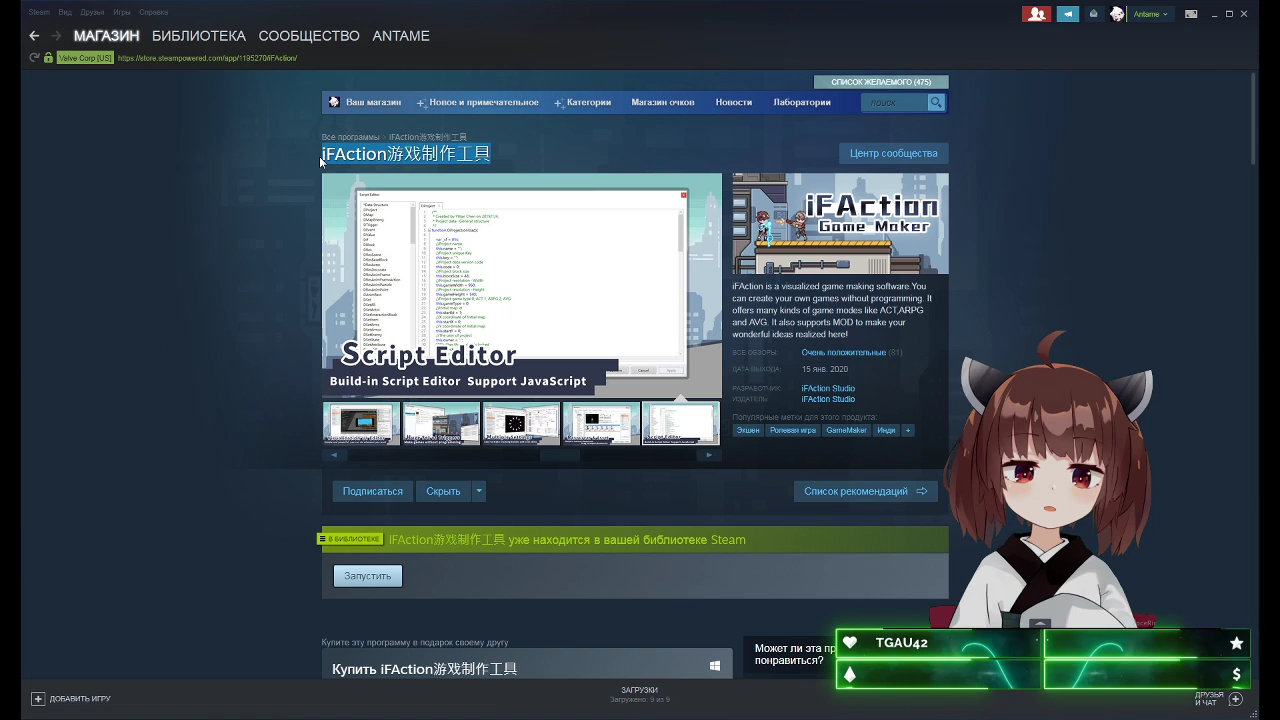 Steam Вид Друзья Игры Справка
Antame
МАГАЗИН БИБЛИОТЕКА СООБЩЕСТВО ANTAME
Valve Corp [US] https://store.steampowered.com/app/1195270/iFAction/
СПИСОК ЖЕЛАЕМОГО (475)
Ваш магазин Новое и примечательное Категории Магазин очков Новости Лаборатории поиск
Все программы > iFAction游戏制作工具
iFAction游戏制作工具
Центр сообщества
Script Editor
Build-in Script Editor Support JavaScript
iFAction
Game Maker
iFAction is a visualized game making software.You
can create your own games without programming. It
offers many kinds of game modes like ACT,ARPG
and AVG. It also supports MOD to make your
wonderful ideas realized here!
ВСЕ ОБЗОРЫ: Очень положительные (81)
ДАТА ВЫХОДА: 15 янв. 2020
РАЗРАБОТЧИК: iFAction Studio
ИЗДАТЕЛЬ: iFAction Studio
Популярные метки для этого продукта:
Экшен Ролевая игра GameMaker Инди +
Подписаться Скрыть Список рекомендаций
В БИБЛИОТЕКЕ iFAction游戏制作工具 уже находится в вашей библиотеке Steam
Запустить
Купите эту программу в подарок своему другу
Купить iFAction游戏制作工具
Может ли эта пр
понравиться?
TGAU42
$
ДОБАВИТЬ ИГРУ
ЗАГРУЗКИ
Загружено: 9 из 9
ДРУЗЬЯ
И ЧАТ